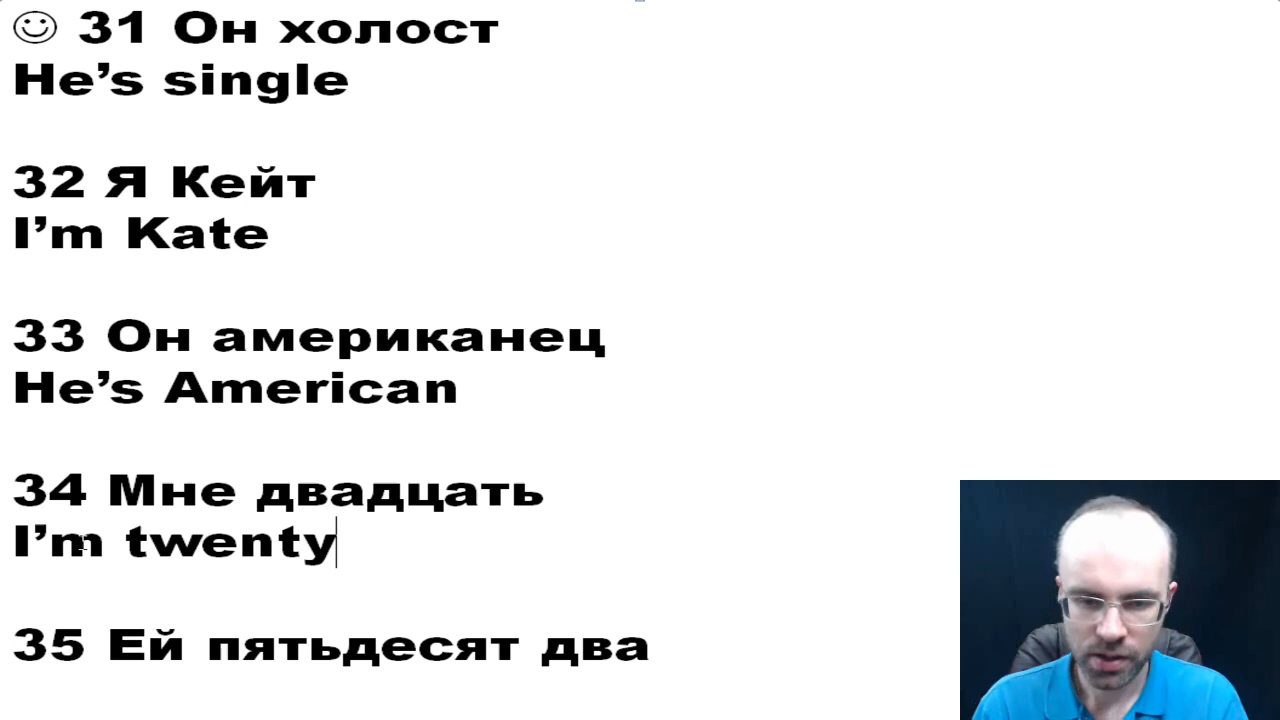 ☺ 31 Он холост
He’s single
32 Я Кейт
I’m Kate
33 Он американец
He’s American
34 Мне двадцать
I’m twenty
35 Ей пятьдесят два